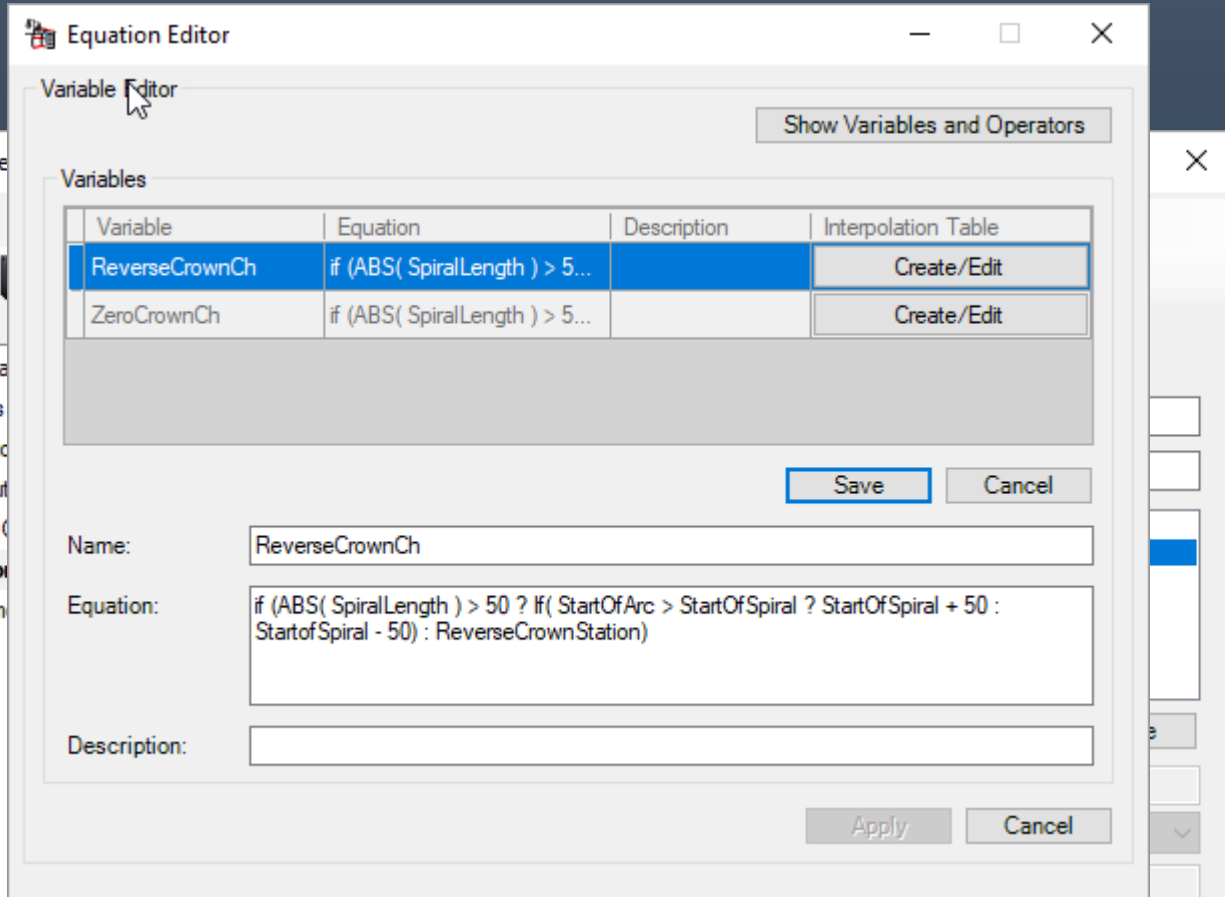 Equation Editor
Variable Editor
Show Variables and Operators
Variables
Variable Equation Description Interpolation Table
ReverseCrownCh if (ABS( SpiralLength ) > 5... Create/Edit
ZeroCrownCh if (ABS( SpiralLength ) > 5... Create/Edit
Save Cancel
Name: ReverseCrownCh
Equation: if (ABS( SpiralLength ) > 50 ? If( StartOfArc > StartOfSpiral ? StartOfSpiral + 50 :
StartofSpiral - 50) : ReverseCrownStation)
Description:
Apply Cancel